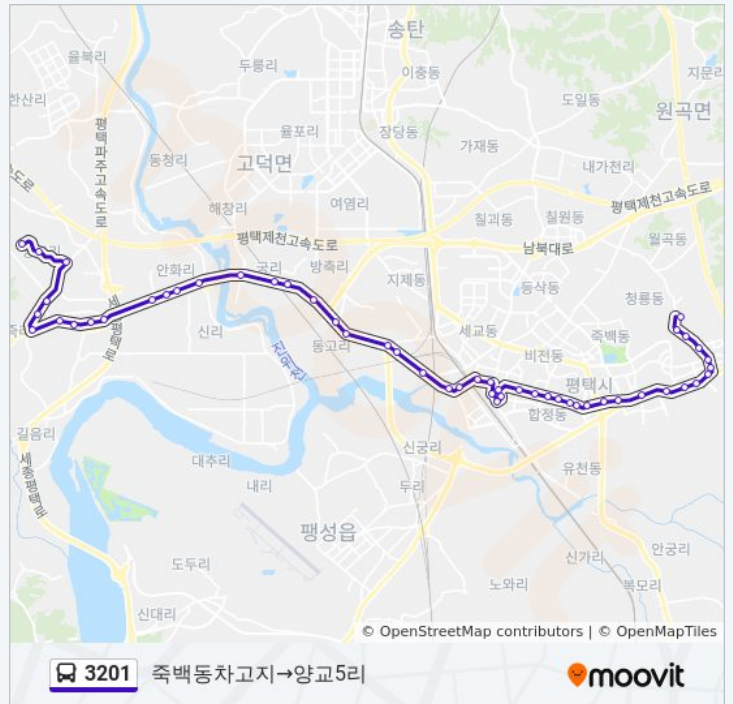 송탄
율북리
두릉리
이충동
지문리
한산리
도일동
원곡면
율포리
장당동
평택파주고속도로
가재동
동청리
고덕면
내가천리
여염리
해창리
평택제천고속도로
칠괴동
칠원동
월곡동
평택제천고속도로
남북대로
안화리
궁리
방축리
지제동
동삭동
청룡동
신리
세교동
죽백동
진위천
동고리
비전동
평택시
합정동
길음리
신궁리
대추리
내리
두리
유천동
팽성읍
안궁리
신가리
도두리
노와리
복모리
신대리
© OpenStreetMap contributors | © OpenMapTiles
3201 죽백동차고지→양교5리
moovit